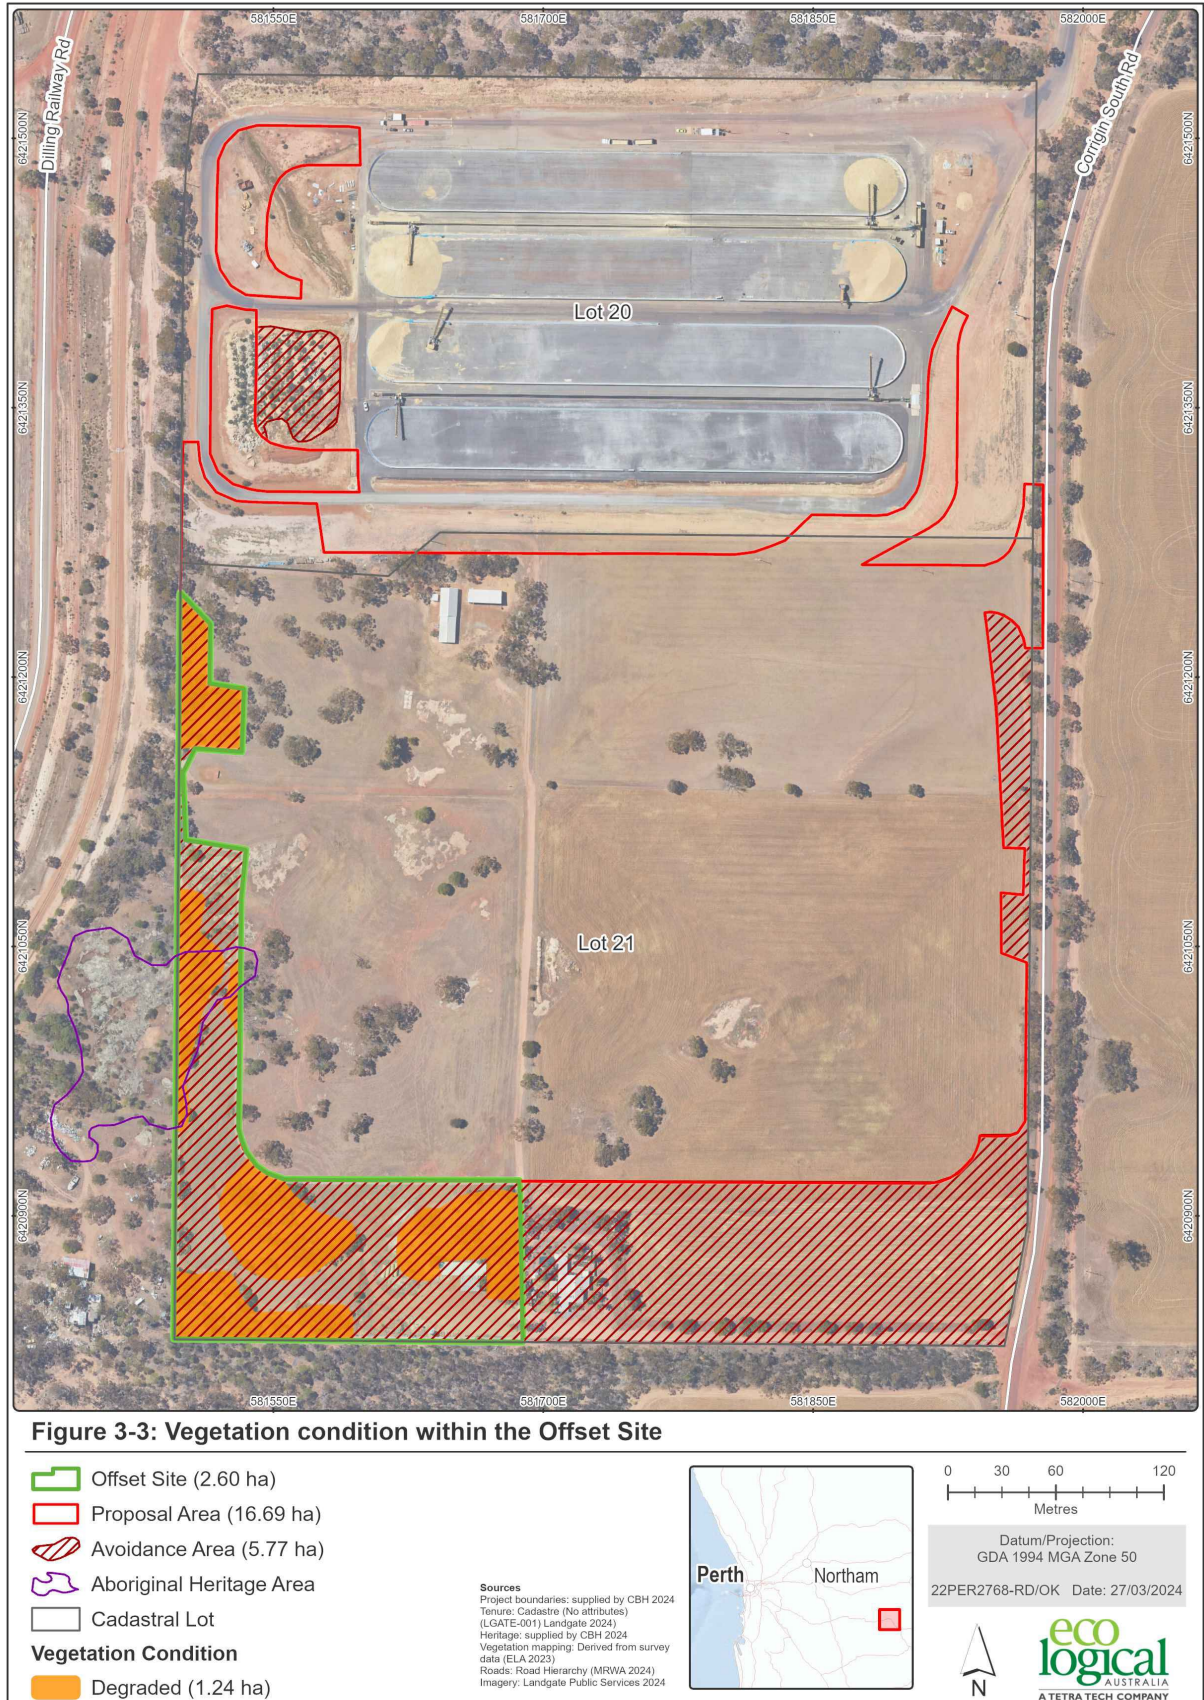 581550E 581700E 581850E 582000E
Dilling Railway Rd
Corrigin South Rd
6421500N 6421500N
Lot 20
6421350N 6421350N
6421200N 6421200N
Lot 21
6421050N 6421050N
6420900N 6420900N
581550E 581700E 581850E 582000E
Figure 3-3: Vegetation condition within the Offset Site
Offset Site (2.60 ha)
Proposal Area (16.69 ha)
Avoidance Area (5.77 ha)
Aboriginal Heritage Area
Cadastral Lot
Vegetation Condition
Degraded (1.24 ha)
Sources
Project boundaries: supplied by CBH 2024
Tenure: Cadastre (No attributes)
(LGATE-001) Landgate 2024)
Heritage: supplied by CBH 2024
Vegetation mapping: Derived from survey
data (ELA 2023)
Roads: Road Hierarchy (MRWA 2024)
Imagery: Landgate Public Services 2024
Perth Northam
0 30 60 120
Metres
Datum/Projection:
GDA 1994 MGA Zone 50
22PER2768-RD/OK Date: 27/03/2024
N
eco
logical
AUSTRALIA
A TETRA TECH COMPANY